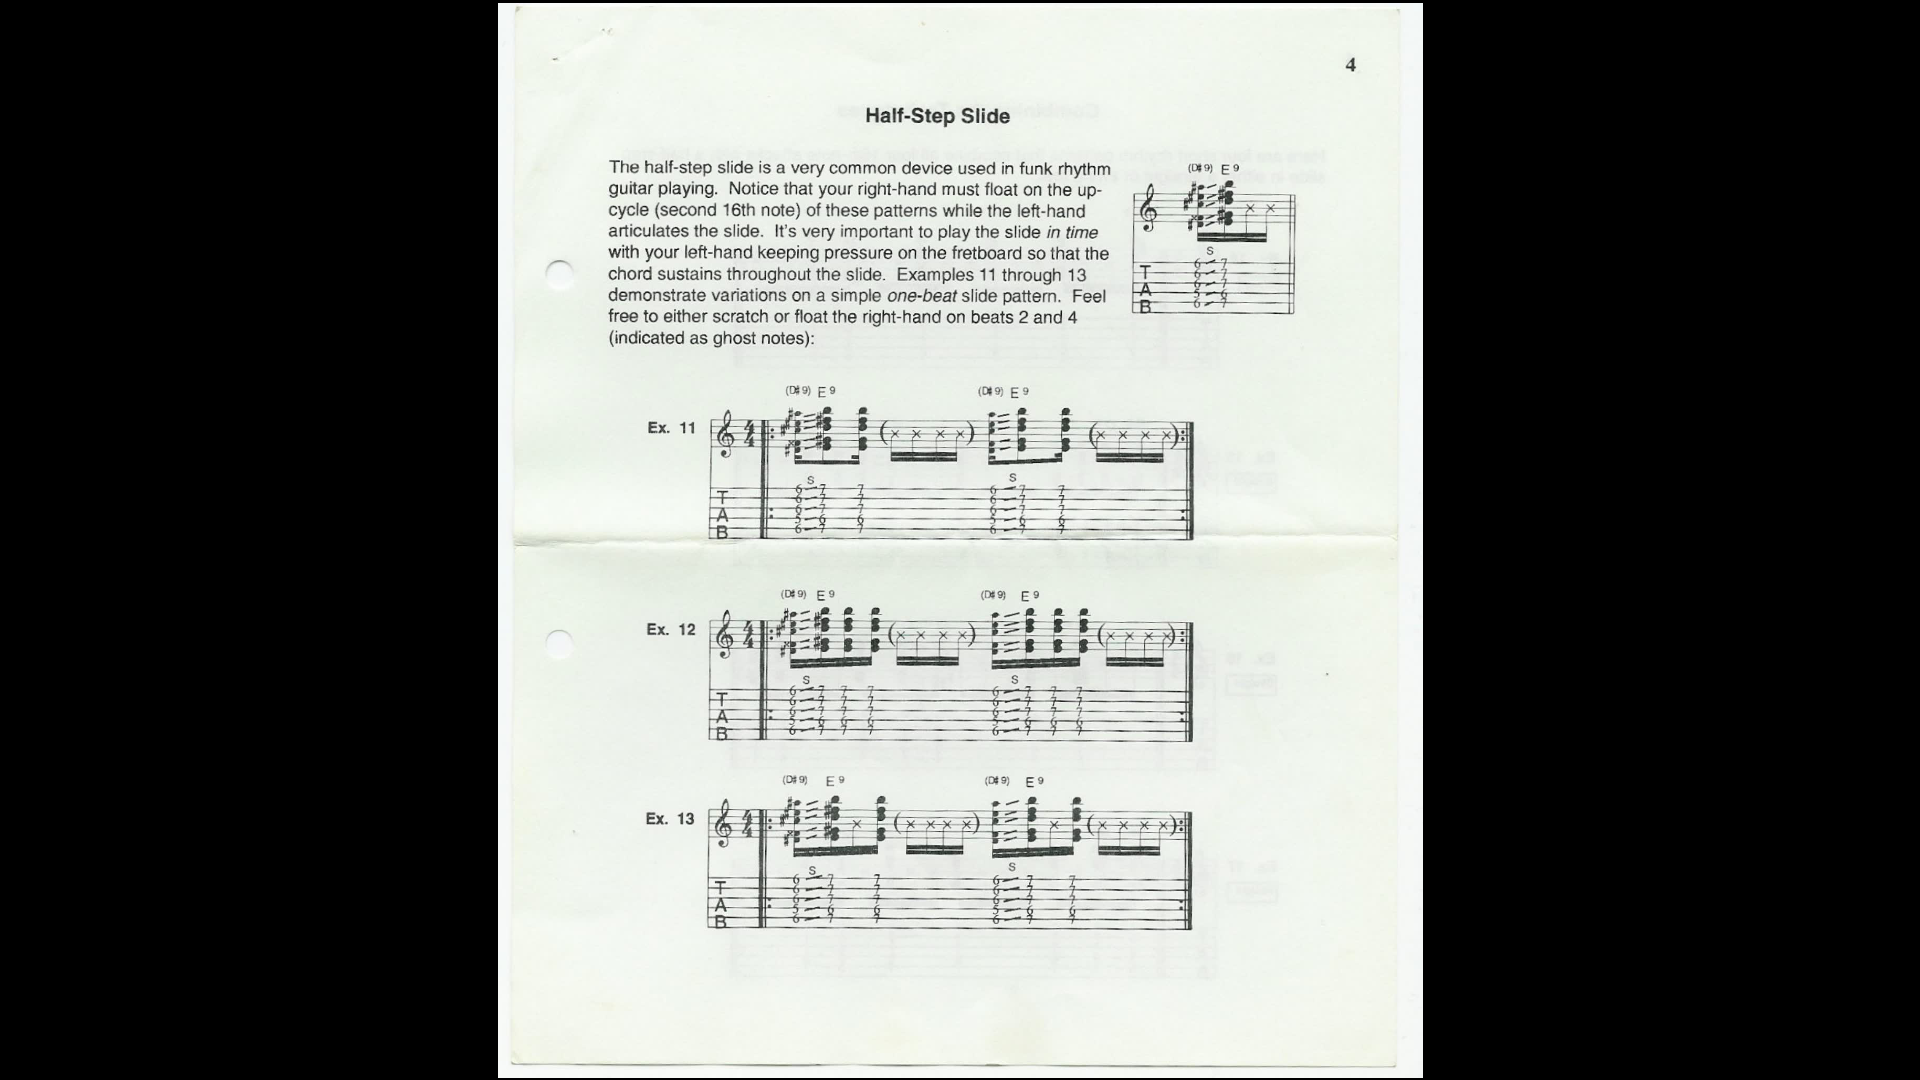 4
Half-Step Slide
The half-step slide is a very common device used in funk rhythm
guitar playing. Notice that your right-hand must float on the up-
cycle (second 16th note) of these patterns while the left-hand
articulates the slide. It's very important to play the slide in time
with your left-hand keeping pressure on the fretboard so that the
chord sustains throughout the slide. Examples 11 through 13
demonstrate variations on a simple one-beat slide pattern. Feel
free to either scratch or float the right-hand on beats 2 and 4
(indicated as ghost notes):
(D#9) E9
S
6 7
6 7
6 7
5 6
6 7
T
A
B
(D#9) E9 (D#9) E9
Ex. 11
4
4
S S
6 7 7 6 7 7
6 7 7 6 7 7
6 7 7 6 7 7
5 6 6 5 6 6
6 7 7 6 7 7
T
A
B
(D#9) E9 (D#9) E9
Ex. 12
4
4
S S
6 7 7 7 6 7 7 7
6 7 7 7 6 7 7 7
6 7 7 7 6 7 7 7
5 6 6 6 5 6 6 6
6 7 7 7 6 7 7 7
T
A
B
(D#9) E9 (D#9) E9
Ex. 13
4
4
S S
6 7 7 6 7 7
6 7 7 6 7 7
6 7 7 6 7 7
5 6 6 5 6 6
6 7 7 6 7 7
T
A
B